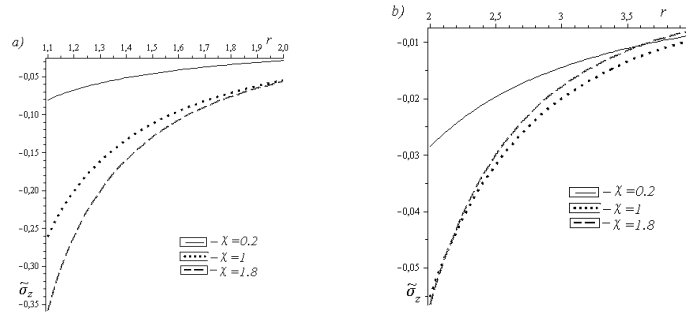 a)
1,1 1,2 1,3 1,4 1,5 1,6 1,7 r 1,8 1,9 2,0
−0,05
−0,10
−0,15
−0,20
−0,25
−0,30
−0,35
σ̃z
− χ =0.2
− χ =1
− χ =1.8
b)
2 2,5 3 3,5 r
−0,01
−0,02
−0,03
−0,04
−0,05
σ̃z
− χ =0.2
− χ =1
− χ =1.8